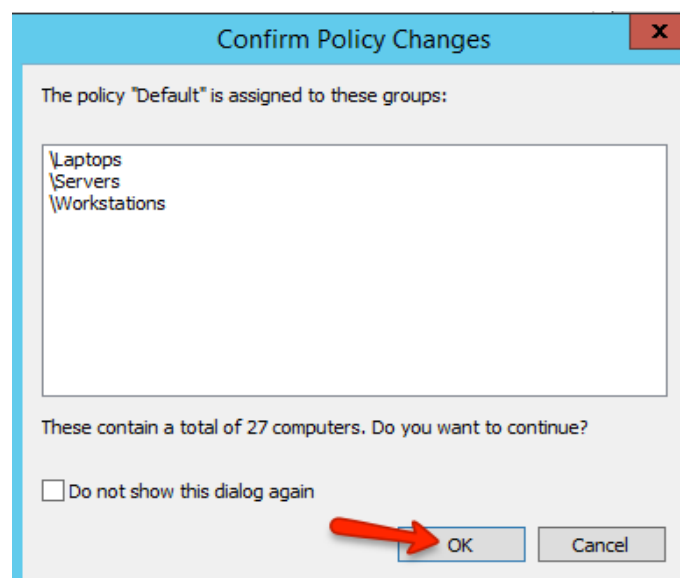 Confirm Policy Changes
x
The policy "Default" is assigned to these groups:
\Laptops
\Servers
\Workstations
These contain a total of 27 computers. Do you want to continue?
Do not show this dialog again
OK
Cancel